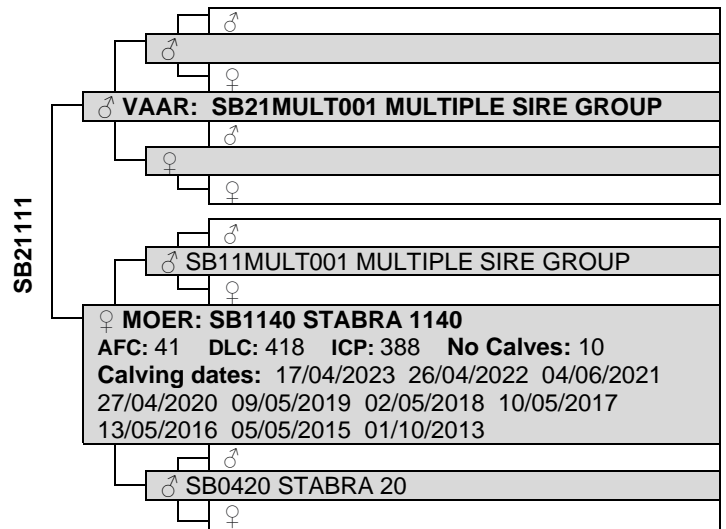 ♂
♂
♀
♂ VAAR: SB21MULT001 MULTIPLE SIRE GROUP
♂
♀
♀
SB21111
♂
♂ SB11MULT001 MULTIPLE SIRE GROUP
♀
♀ MOER: SB1140 STABRA 1140
AFC: 41 DLC: 418 ICP: 388 No Calves: 10
Calving dates: 17/04/2023 26/04/2022 04/06/2021
27/04/2020 09/05/2019 02/05/2018 10/05/2017
13/05/2016 05/05/2015 01/10/2013
♂
♂ SB0420 STABRA 20
♀